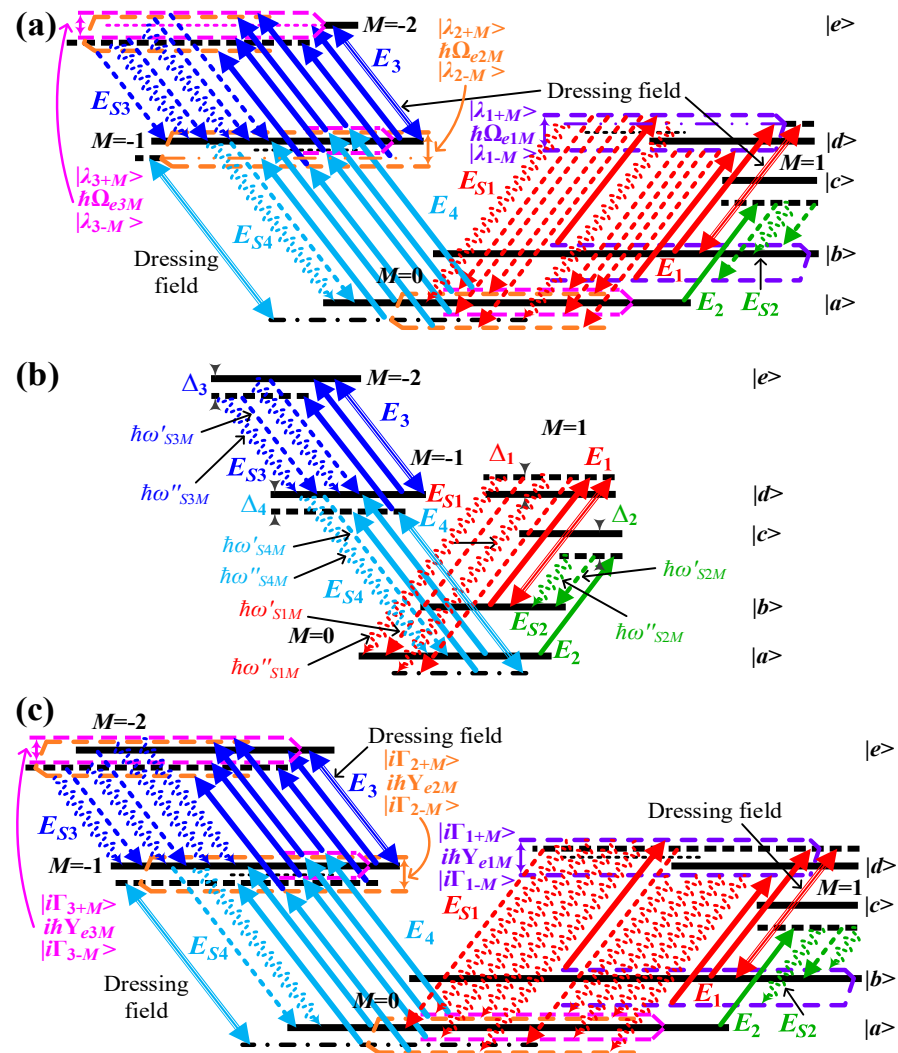 (a)
M=-2
|e>
E3
|λ2+M>
ħΩe2M
|λ2-M>
Dressing field
ES3
|λ1+M>
ħΩe1M
|λ1-M>
M=-1
|d>
M=1
ES1
|c>
|λ3+M>
ħΩe3M
|λ3-M>
E4
ES4
Dressing
field
|b>
M=0
E1
E2
ES2
|a>
(b)
M=-2
|e>
Δ3
E3
ħω'S3M
M=1
ħω''S3M
ES3
M=-1
Δ1
E1
ES1
|d>
Δ4
E4
Δ2
|c>
ħω'S4M
ħω''S4M
ES4
ħω'S2M
ħω'S1M
|b>
M=0
ES2
ħω''S2M
ħω''S1M
E2
|a>
(c)
M=-2
Dressing field
|e>
|iΓ2+M>
iħΥe2M
|iΓ2-M>
E3
ES3
Dressing field
|iΓ1+M>
iħΥe1M
|iΓ1-M>
M=-1
|d>
M=1
|iΓ3+M>
iħΥe3M
|iΓ3-M>
ES1
|c>
E4
ES4
Dressing
field
|b>
M=0
E1
E2
ES2
|a>